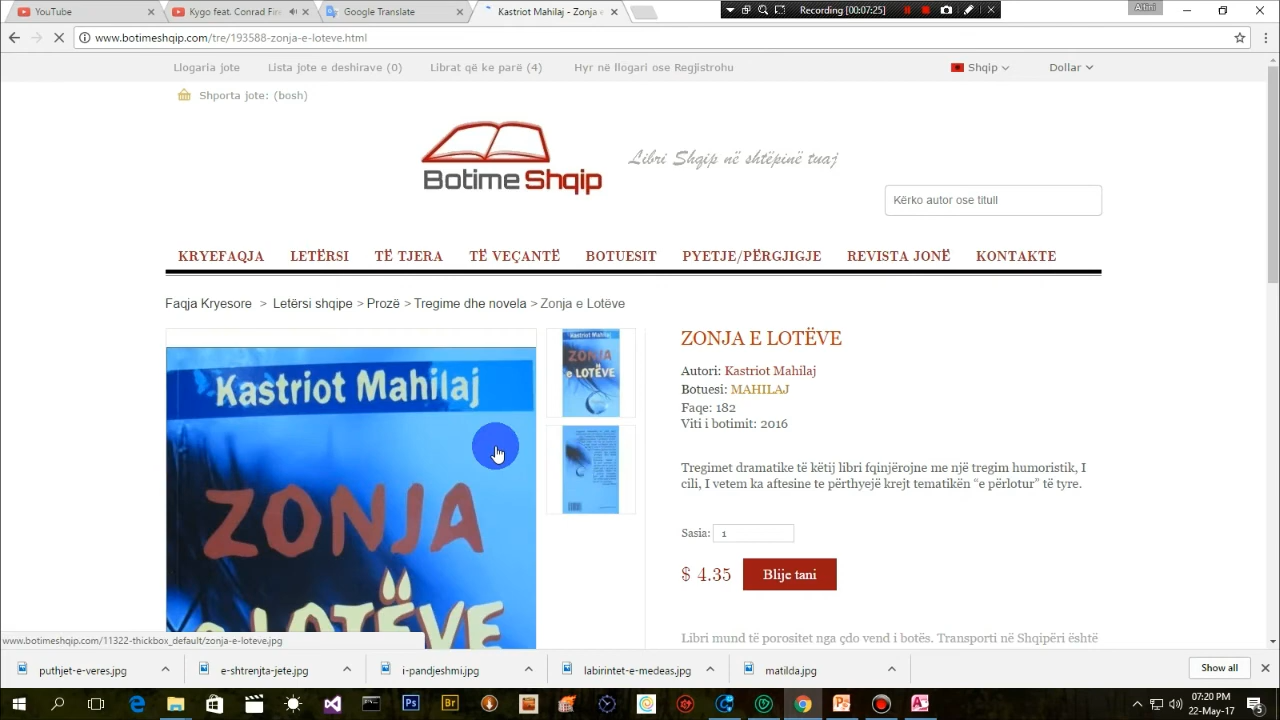 YouTube
Kygo feat. Conrad Fir
Google Translate
Kastriot Mahilaj - Zonja e
Recording [00:07:25]
Altini
www.botimeshqip.com/tre/193588-zonja-e-loteve.html
Llogaria jote
Lista jote e deshirave (0)
Librat që ke parë (4)
Hyr në llogari ose Regjistrohu
Shqip
Dollar
Shporta jote: (bosh)
Botime Shqip
Libri Shqip në shtëpinë tuaj
Kërko autor ose titull
KRYEFAQJA
LETËRSI
TË TJERA
TË VEÇANTË
BOTUESIT
PYETJE/PËRGJIGJE
REVISTA JONË
KONTAKTE
Faqja Kryesore > Letërsi shqipe > Prozë > Tregime dhe novela > Zonja e Lotëve
Kastriot Mahilaj
ZONJA
e LOTËVE
Kastriot Mahilaj
ZONJA
e LOTËVE
ZONJA E LOTËVE
Autori: Kastriot Mahilaj
Botuesi: MAHILAJ
Faqe: 182
Viti i botimit: 2016
Tregimet dramatike të këtij libri fqinjërojne me një tregim humoristik, I
cili, I vetem ka aftesine te përthyejë krejt tematikën “e përlotur” të tyre.
Sasia: 1
$ 4.35
Blije tani
Libri mund të porositet nga çdo vend i botës. Transporti në Shqipëri është
www.botimeshqip.com/11322-thickbox_default/zonja-e-loteve.jpg
puthjet-e-veres.jpg
e-shtrenjta-jete.jpg
i-pandjeshmi.jpg
labirintet-e-medeas.jpg
matilda.jpg
Show all
07:20 PM
22-May-17